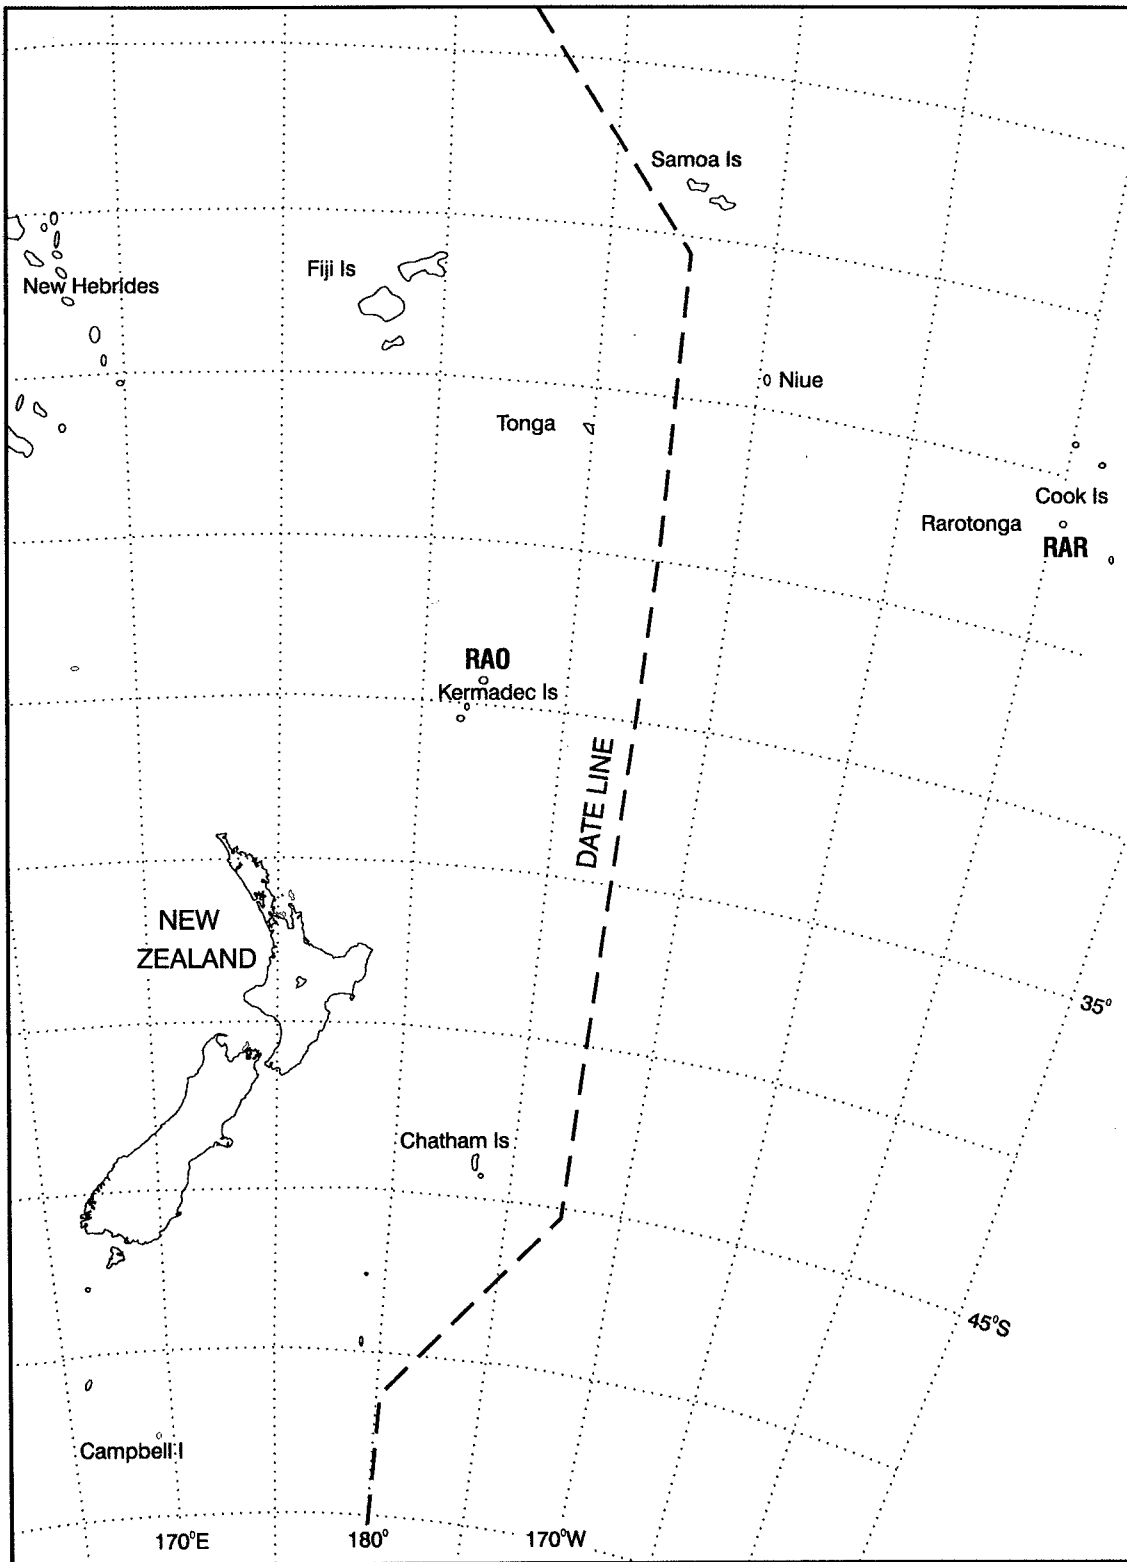 Samoa Is
Fiji Is
New Hebrides
Niue
Tonga
Cook Is
Rarotonga
RAR
RAO
Kermadec Is
DATE LINE
NEW
ZEALAND
35°
Chatham Is
45°S
Campbell I
170°E
180°
170°W